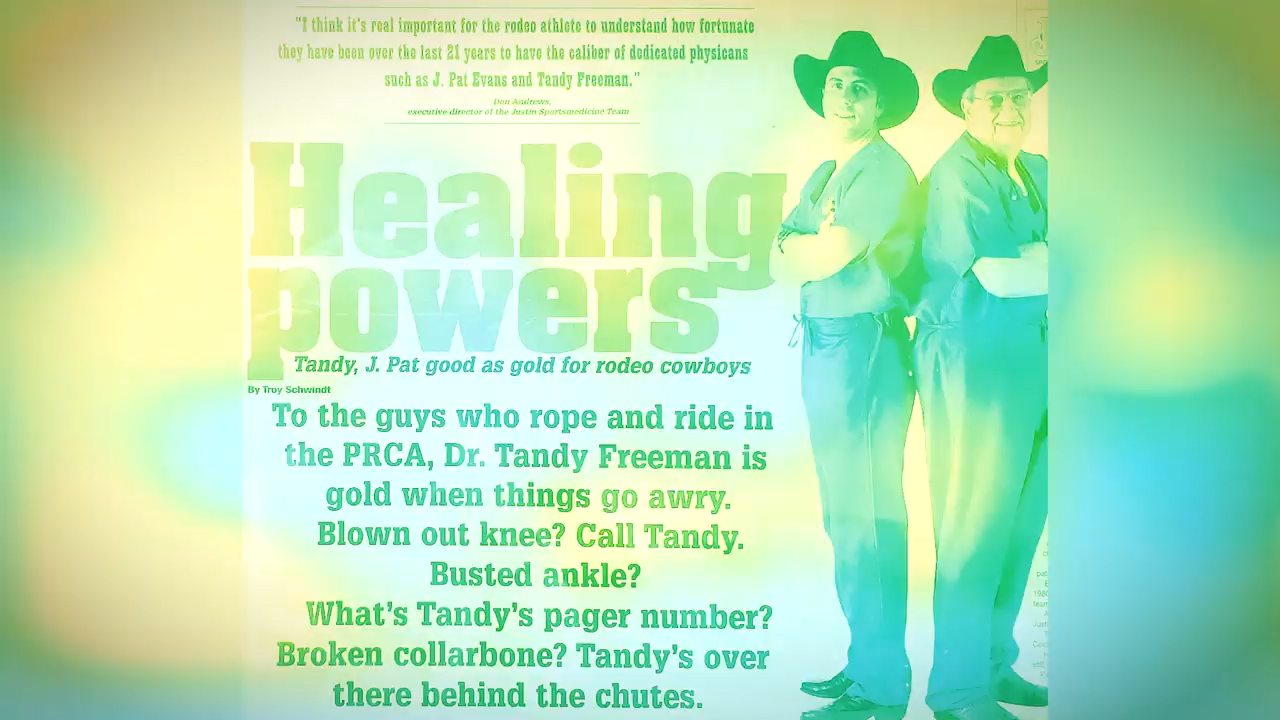 "I think it's real important for the rodeo athlete to understand how fortunate
they have been over the last 21 years to have the caliber of dedicated physicans
such as J. Pat Evans and Tandy Freeman."
Don Andrews,
executive director of the Justin Sportsmedicine Team
Healing
powers
Tandy, J. Pat good as gold for rodeo cowboys
By Troy Schwindt
To the guys who rope and ride in
the PRCA, Dr. Tandy Freeman is
gold when things go awry.
Blown out knee? Call Tandy.
Busted ankle?
What's Tandy's pager number?
Broken collarbone? Tandy's over
there behind the chutes.